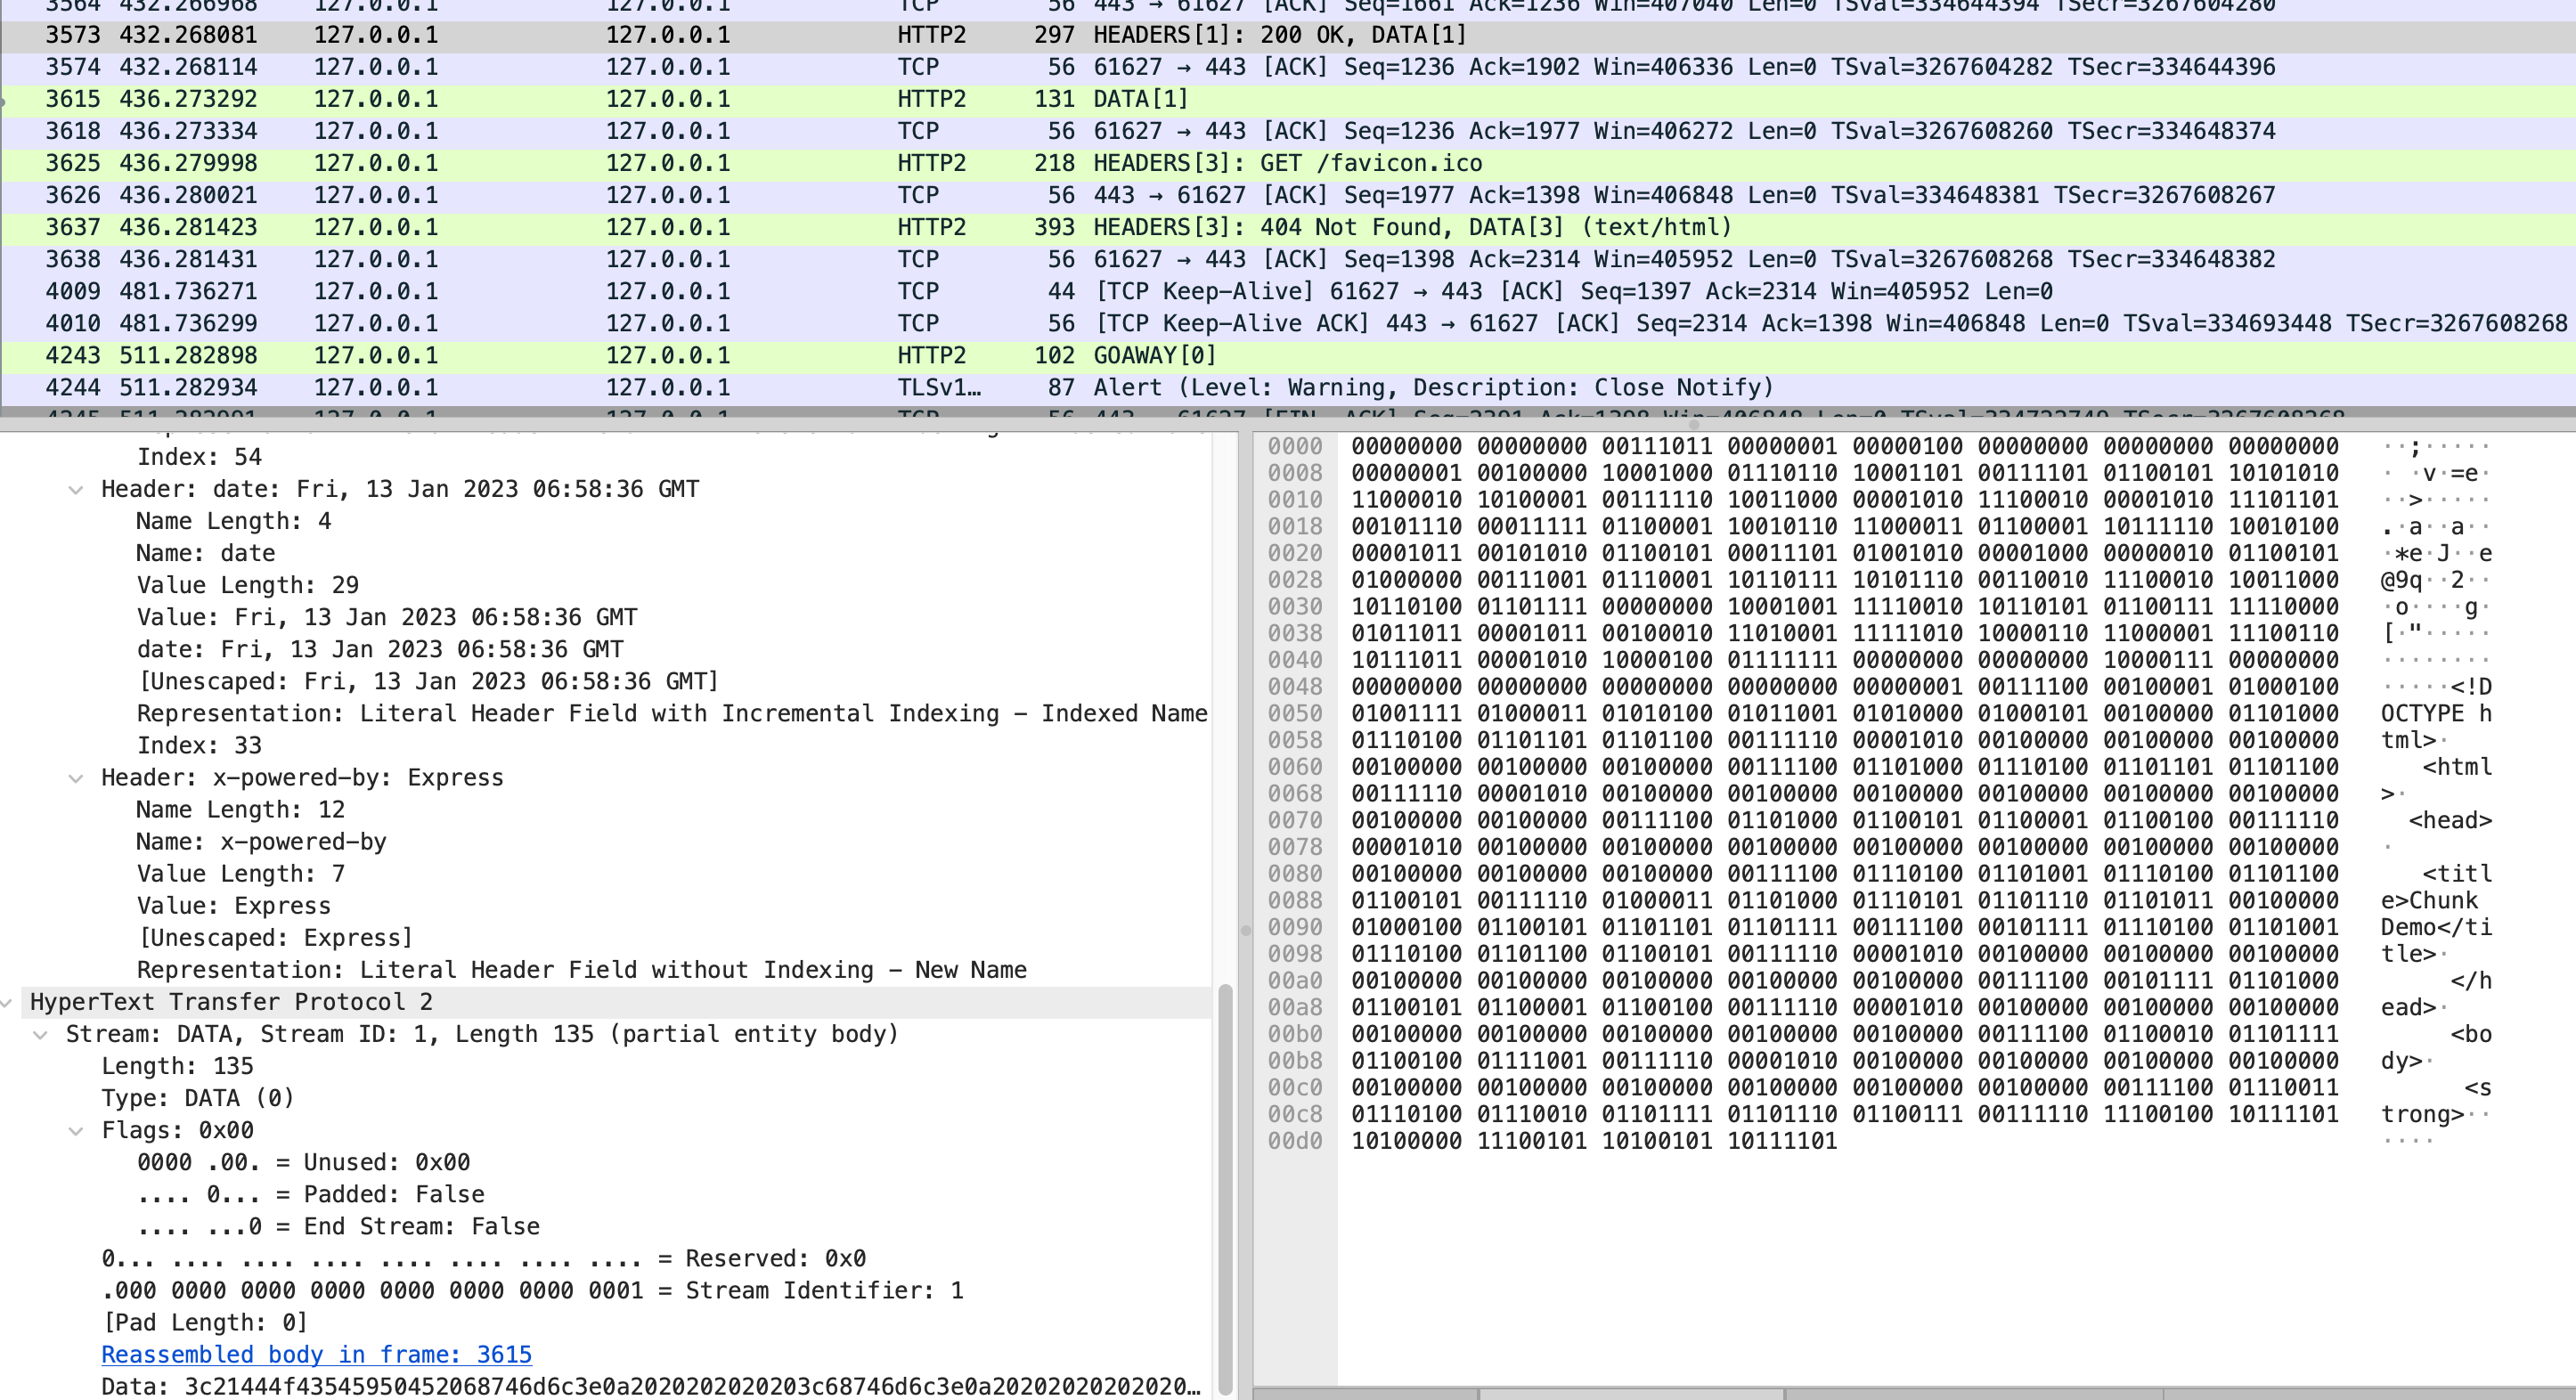 3564 432.266968 127.0.0.1 127.0.0.1 TCP 56 443 → 61627 [ACK] Seq=1661 Ack=1236 Win=407040 Len=0 TSval=334644394 TSecr=3267604280
3573 432.268081 127.0.0.1 127.0.0.1 HTTP2 297 HEADERS[1]: 200 OK, DATA[1]
3574 432.268114 127.0.0.1 127.0.0.1 TCP 56 61627 → 443 [ACK] Seq=1236 Ack=1902 Win=406336 Len=0 TSval=3267604282 TSecr=334644396
3615 436.273292 127.0.0.1 127.0.0.1 HTTP2 131 DATA[1]
3618 436.273334 127.0.0.1 127.0.0.1 TCP 56 61627 → 443 [ACK] Seq=1236 Ack=1977 Win=406272 Len=0 TSval=3267608260 TSecr=334648374
3625 436.279998 127.0.0.1 127.0.0.1 HTTP2 218 HEADERS[3]: GET /favicon.ico
3626 436.280021 127.0.0.1 127.0.0.1 TCP 56 443 → 61627 [ACK] Seq=1977 Ack=1398 Win=406848 Len=0 TSval=334648381 TSecr=3267608267
3637 436.281423 127.0.0.1 127.0.0.1 HTTP2 393 HEADERS[3]: 404 Not Found, DATA[3] (text/html)
3638 436.281431 127.0.0.1 127.0.0.1 TCP 56 61627 → 443 [ACK] Seq=1398 Ack=2314 Win=405952 Len=0 TSval=3267608268 TSecr=334648382
4009 481.736271 127.0.0.1 127.0.0.1 TCP 44 [TCP Keep-Alive] 61627 → 443 [ACK] Seq=1397 Ack=2314 Win=405952 Len=0
4010 481.736299 127.0.0.1 127.0.0.1 TCP 56 [TCP Keep-Alive ACK] 443 → 61627 [ACK] Seq=2314 Ack=1398 Win=406848 Len=0 TSval=334693448 TSecr=3267608268
4243 511.282898 127.0.0.1 127.0.0.1 HTTP2 102 GOAWAY[0]
4244 511.282934 127.0.0.1 127.0.0.1 TLSv1… 87 Alert (Level: Warning, Description: Close Notify)
Index: 54
Header: date: Fri, 13 Jan 2023 06:58:36 GMT
Name Length: 4
Name: date
Value Length: 29
Value: Fri, 13 Jan 2023 06:58:36 GMT
date: Fri, 13 Jan 2023 06:58:36 GMT
[Unescaped: Fri, 13 Jan 2023 06:58:36 GMT]
Representation: Literal Header Field with Incremental Indexing – Indexed Name
Index: 33
Header: x-powered-by: Express
Name Length: 12
Name: x-powered-by
Value Length: 7
Value: Express
[Unescaped: Express]
Representation: Literal Header Field without Indexing – New Name
HyperText Transfer Protocol 2
Stream: DATA, Stream ID: 1, Length 135 (partial entity body)
Length: 135
Type: DATA (0)
Flags: 0x00
0000 .00. = Unused: 0x00
.... 0... = Padded: False
.... ...0 = End Stream: False
0... .... .... .... .... .... .... .... = Reserved: 0x0
.000 0000 0000 0000 0000 0000 0000 0001 = Stream Identifier: 1
[Pad Length: 0]
Reassembled body in frame: 3615
Data: 3c21444f43545950452068746d6c3e0a2020202020203c68746d6c3e0a20202020202020…
0000 00000000 00000000 00111011 00000001 00000100 00000000 00000000 00000000 ··;·····
0008 00000001 00100000 10001000 01110110 10001101 00111101 01100101 10101010 · ·v·=e·
0010 11000010 10100001 00111110 10011000 00001010 11100010 00001010 11101101 ··>·····
0018 00101110 00011111 01100001 10010110 11000011 01100001 10111110 10010100 .·a··a··
0020 00001011 00101010 01100101 00011101 01001010 00001000 00000010 01100101 ·*e·J··e
0028 01000000 00111001 01110001 10110111 10101110 00110010 11100010 10011000 @9q··2··
0030 10110100 01101111 00000000 10001001 11110010 10110101 01100111 11110000 ·o····g·
0038 01011011 00001011 00100010 11010001 11111010 10000110 11000001 11100110 [·"·····
0040 10111011 00001010 10000100 01111111 00000000 00000000 10000111 00000000 ········
0048 00000000 00000000 00000000 00000000 00000001 00111100 00100001 01000100 ·····<!D
0050 01001111 01000011 01010100 01011001 01010000 01000101 00100000 01101000 OCTYPE h
0058 01110100 01101101 01101100 00111110 00001010 00100000 00100000 00100000 tml>·
0060 00100000 00100000 00100000 00111100 01101000 01110100 01101101 01101100 <html
0068 00111110 00001010 00100000 00100000 00100000 00100000 00100000 00100000 >·
0070 00100000 00100000 00111100 01101000 01100101 01100001 01100100 00111110 <head>
0078 00001010 00100000 00100000 00100000 00100000 00100000 00100000 00100000 ·
0080 00100000 00100000 00100000 00111100 01110100 01101001 01110100 01101100 <titl
0088 01100101 00111110 01000011 01101000 01110101 01101110 01101011 00100000 e>Chunk
0090 01000100 01100101 01101101 01101111 00111100 00101111 01110100 01101001 Demo</ti
0098 01110100 01101100 01100101 00111110 00001010 00100000 00100000 00100000 tle>·
00a0 00100000 00100000 00100000 00100000 00100000 00111100 00101111 01101000 </h
00a8 01100101 01100001 01100100 00111110 00001010 00100000 00100000 00100000 ead>·
00b0 00100000 00100000 00100000 00100000 00100000 00111100 01100010 01101111 <bo
00b8 01100100 01111001 00111110 00001010 00100000 00100000 00100000 00100000 dy>·
00c0 00100000 00100000 00100000 00100000 00100000 00100000 00111100 01110011 <s
00c8 01110100 01110010 01101111 01101110 01100111 00111110 11100100 10111101 trong>··
00d0 10100000 11100101 10100101 10111101 ····